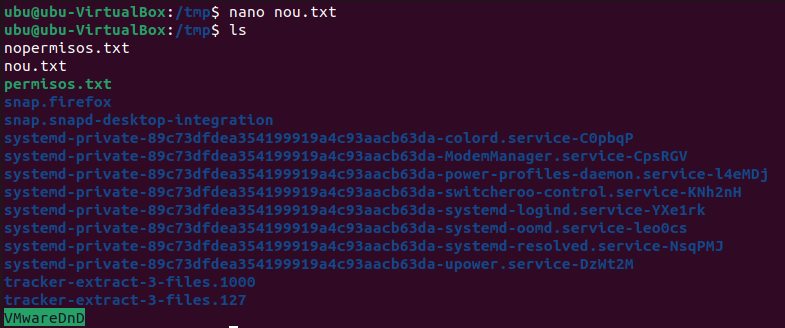 ubu@ubu-VirtualBox:/tmp$ nano nou.txt
ubu@ubu-VirtualBox:/tmp$ ls
nopermisos.txt
nou.txt
permisos.txt
snap.firefox
snap.snapd-desktop-integration
systemd-private-89c73dfdea354199919a4c93aacb63da-colord.service-C0pbqP
systemd-private-89c73dfdea354199919a4c93aacb63da-ModemManager.service-CpsRGV
systemd-private-89c73dfdea354199919a4c93aacb63da-power-profiles-daemon.service-l4eMDj
systemd-private-89c73dfdea354199919a4c93aacb63da-switcheroo-control.service-KNh2nH
systemd-private-89c73dfdea354199919a4c93aacb63da-systemd-logind.service-YXe1rk
systemd-private-89c73dfdea354199919a4c93aacb63da-systemd-oomd.service-leo0cs
systemd-private-89c73dfdea354199919a4c93aacb63da-systemd-resolved.service-NsqPMJ
systemd-private-89c73dfdea354199919a4c93aacb63da-upower.service-DzWt2M
tracker-extract-3-files.1000
tracker-extract-3-files.127
VMwareDnD